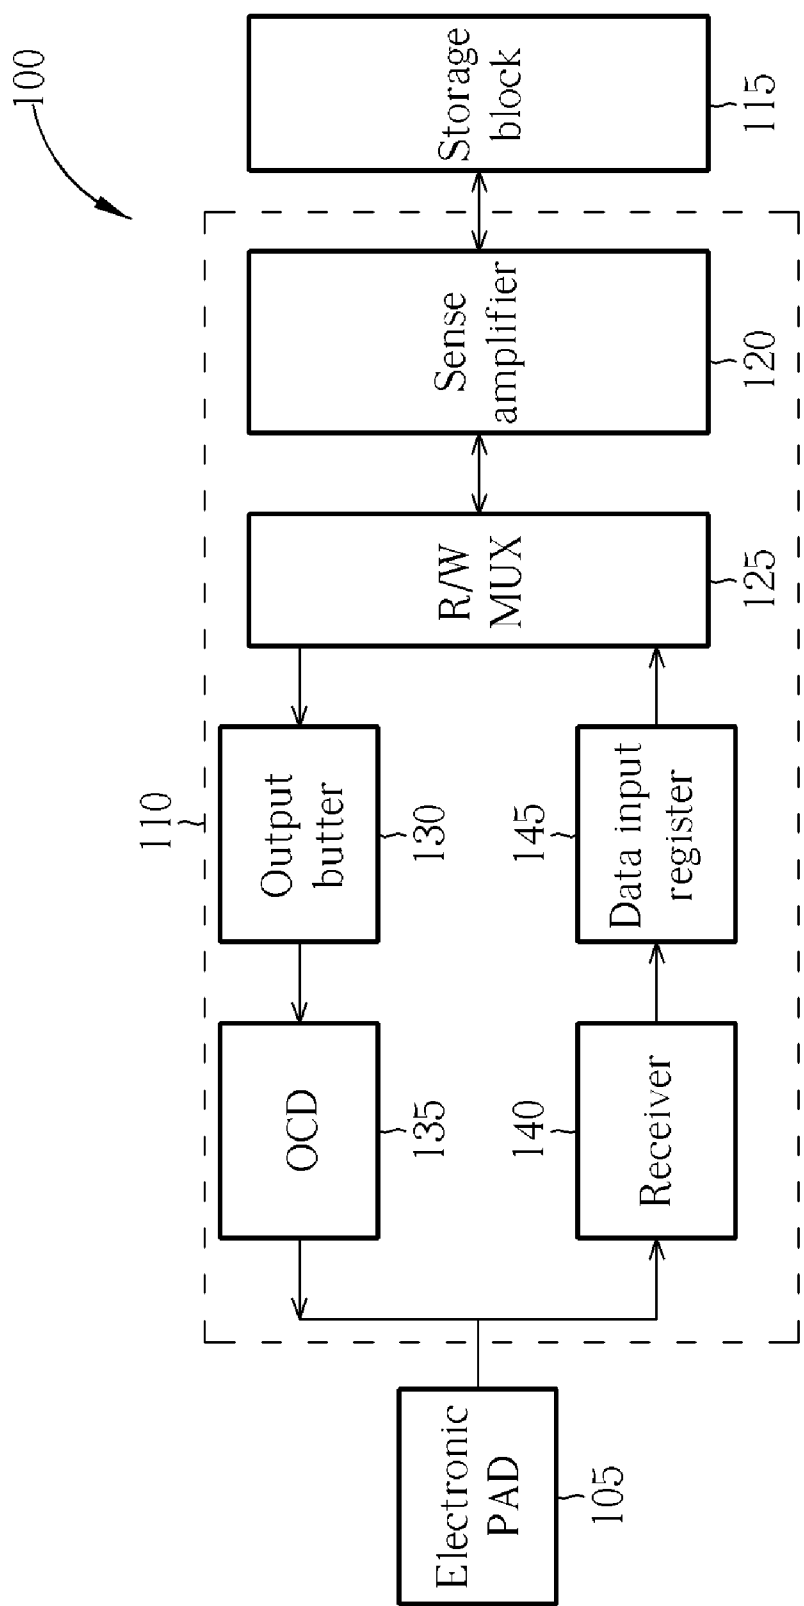 100
110
Electronic
PAD
105
OCD
135
Output
butter
130
Receiver
140
Data input
register
145
R/W
MUX
125
Sense
amplifier
120
Storage
block
115